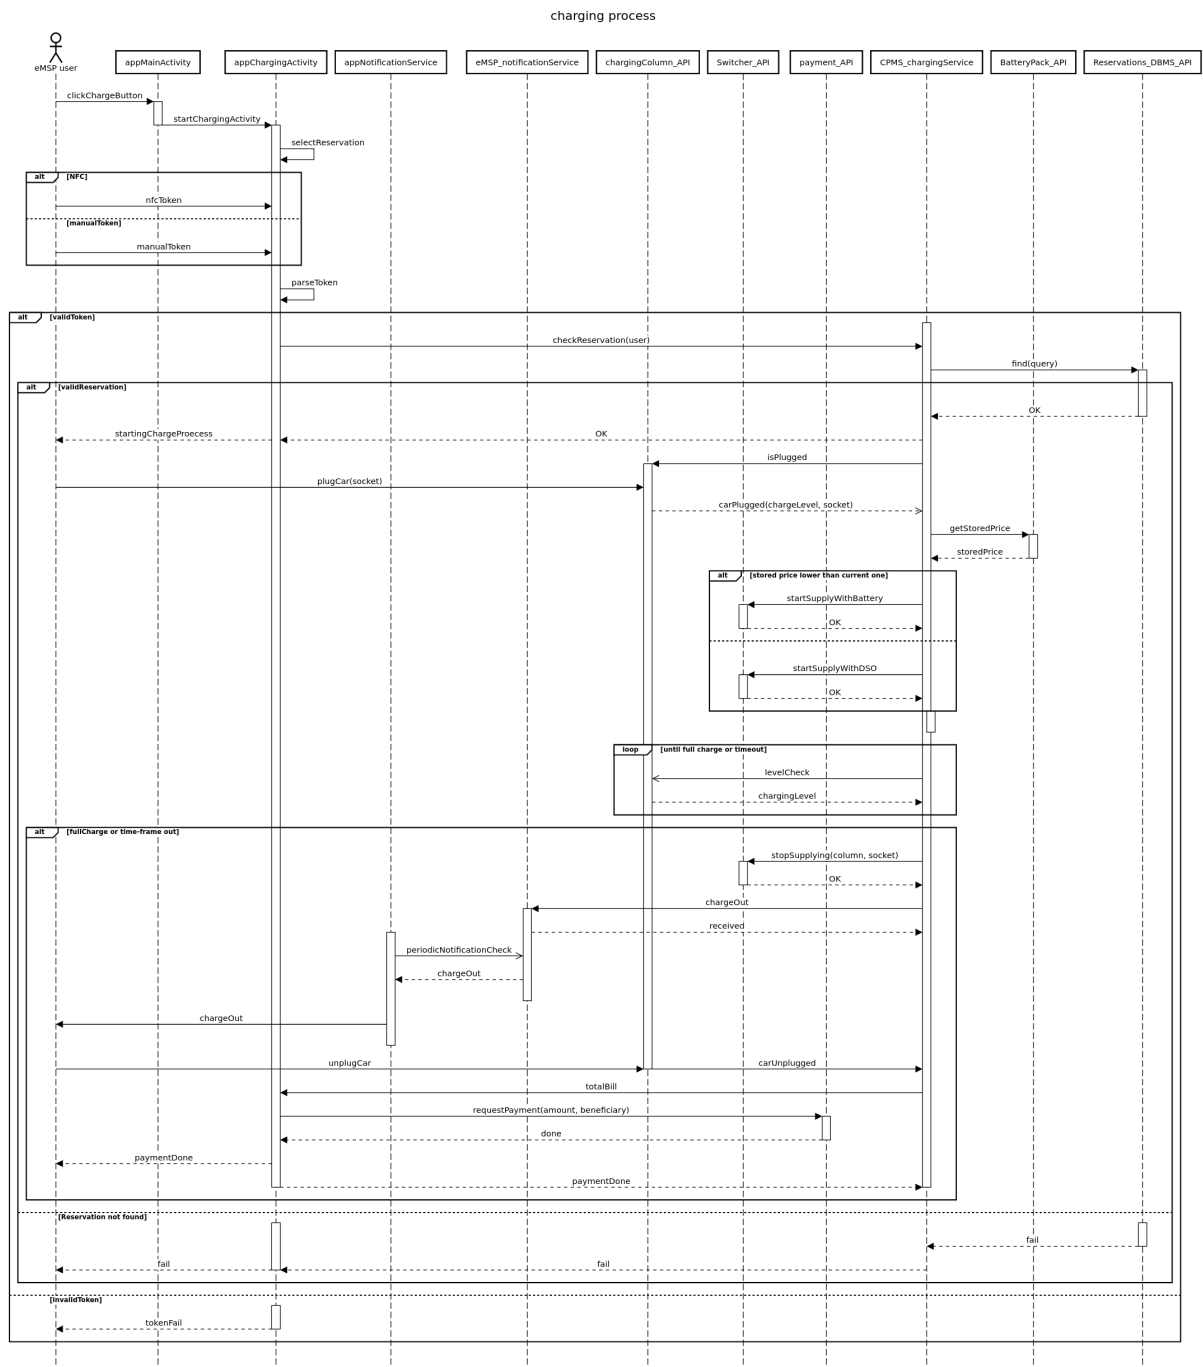 charging process
eMSP user
appMainActivity
appChargingActivity
appNotificationService
eMSP_notificationService
chargingColumn_API
Switcher_API
payment_API
CPMS_chargingService
BatteryPack_API
Reservations_DBMS_API
clickChargeButton
startChargingActivity
selectReservation
alt [NFC]
nfcToken
[manualToken]
manualToken
parseToken
alt [validToken]
checkReservation(user)
find(query)
alt [validReservation]
OK
startingChargeProecess
OK
isPlugged
plugCar(socket)
carPlugged(chargeLevel, socket)
getStoredPrice
storedPrice
alt [stored price lower than current one]
startSupplyWithBattery
OK
startSupplyWithDSO
OK
loop [until full charge or timeout]
levelCheck
chargingLevel
alt [fullCharge or time-frame out]
stopSupplying(column, socket)
OK
chargeOut
received
periodicNotificationCheck
chargeOut
chargeOut
unplugCar
carUnplugged
totalBill
requestPayment(amount, beneficiary)
done
paymentDone
paymentDone
[Reservation not found]
fail
fail
fail
[invalidToken]
tokenFail